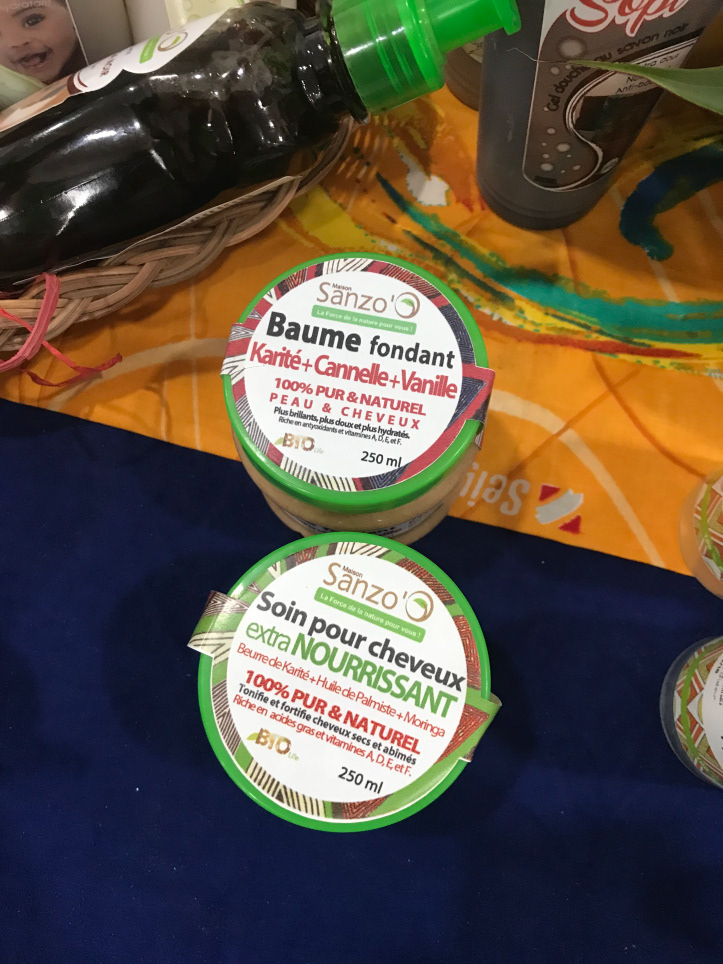 Sopi
Gel douche au savon noir
Maison
Sanzo'O
La Force de la nature pour vous !
Baume fondant
Karité + Cannelle + Vanille
100% PUR & NATUREL
PEAU & CHEVEUX
Plus brillants, plus doux et plus hydratés.
Riche en antyoxydants et vitamines A, D, E, et F.
BIO Life
250 ml
Maison
Sanzo'O
La Force de la nature pour vous !
Soin pour cheveux
extra NOURRISSANT
Beurre de Karité + Huile de Palmiste + Moringa
100% PUR & NATUREL
Tonifie et fortifie cheveux secs et abimés
Riche en acides gras et vitamines A, D, E, et F.
BIO Life
250 ml